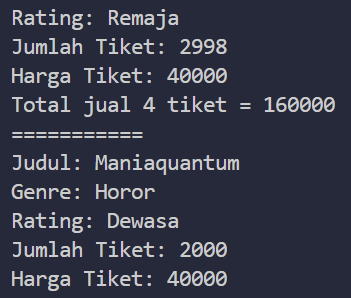 Rating: Remaja
Jumlah Tiket: 2998
Harga Tiket: 40000
Total jual 4 tiket = 160000
===========
Judul: Maniaquantum
Genre: Horor
Rating: Dewasa
Jumlah Tiket: 2000
Harga Tiket: 40000